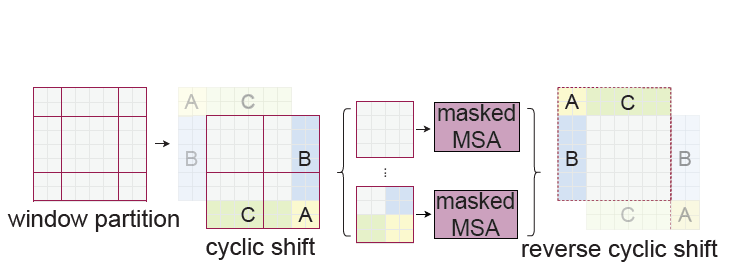 A C
B
B
C A
window partition
cyclic shift
masked
MSA
...
masked
MSA
A C
B
B
C A
reverse cyclic shift